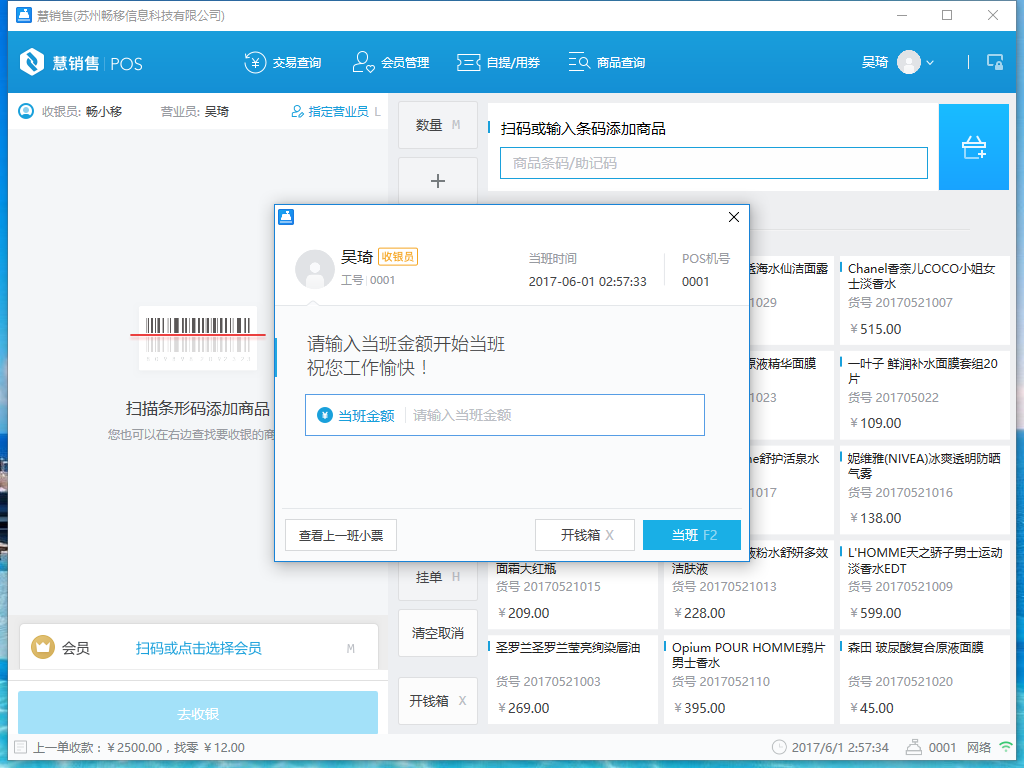 慧销售(苏州畅移信息科技有限公司)
慧销售 POS
交易查询
会员管理
自提/用券
商品查询
吴琦
收银员: 畅小移
营业员: 吴琦
指定营业员 L
数量 M
扫码或输入条码添加商品
商品条码/助记码
扫描条形码添加商品
您也可以在右边查找要收银的商
吴琦 收银员
工号 0001
当班时间
2017-06-01 02:57:33
POS机号
0001
请输入当班金额开始当班
祝您工作愉快！
当班金额 请输入当班金额
查看上一班小票
开钱箱 X
当班 F2
海水仙洁面露
029
Chanel香奈儿COCO小姐女
士淡香水
货号 20170521007
￥515.00
液精华面膜
023
一叶子 鲜润补水面膜套组20
片
货号 201705022
￥109.00
舒护活泉水
017
妮维雅(NIVEA)冰爽透明防晒
气雾
货号 20170521016
￥138.00
面霜大红瓶
货号 20170521015
￥209.00
粉水舒妍多效
洁肤液
货号 20170521013
￥228.00
L'HOMME天之骄子男士运动
淡香水EDT
货号 20170521009
￥599.00
圣罗兰圣罗兰莹亮绚染唇油
货号 20170521003
￥269.00
Opium POUR HOMME鸦片
男士香水
货号 2017052110
￥395.00
森田 玻尿酸复合原液面膜
货号 20170521020
￥45.00
挂单 H
清空取消
开钱箱 X
会员 扫码或点击选择会员 M
去收银
上一单收款：￥2500.00，找零 ￥12.00
2017/6/1 2:57:34
0001
网络